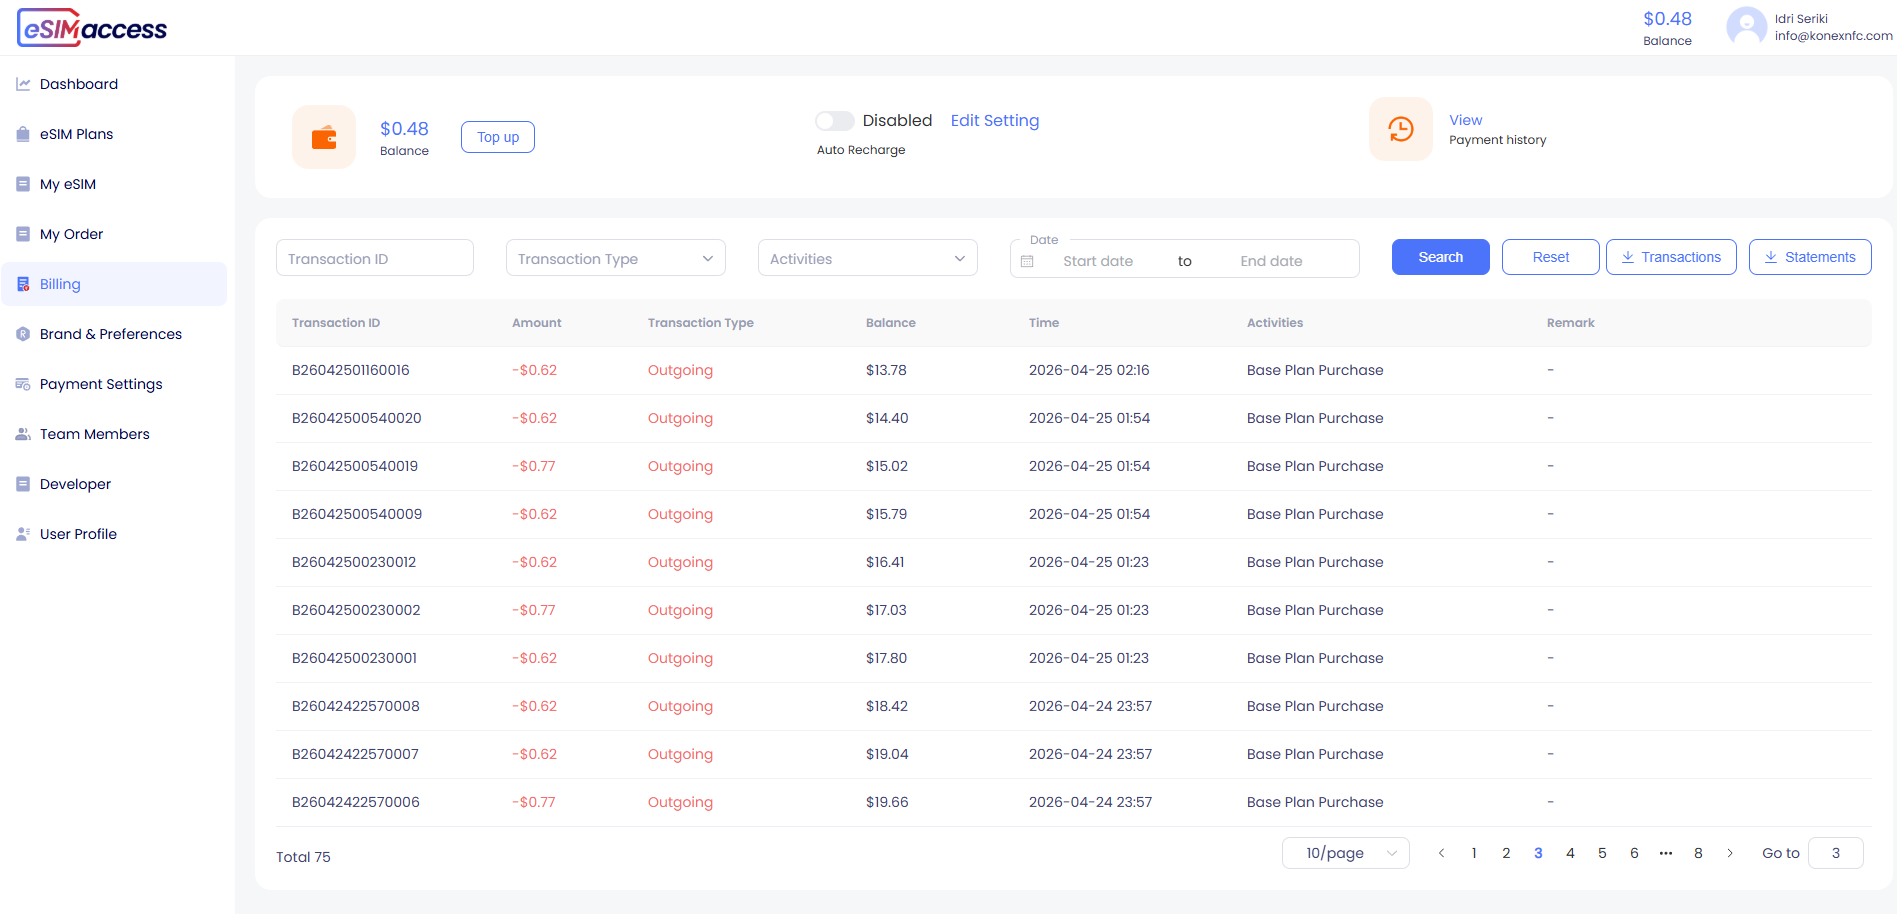 eSIMaccess
$0.48
Balance
Idri Seriki
info@konexnfc.com
Dashboard
eSIM Plans
My eSIM
My Order
Billing
Brand & Preferences
Payment Settings
Team Members
Developer
User Profile
$0.48
Balance
Top up
Disabled Edit Setting
Auto Recharge
View
Payment history
Transaction ID
Transaction Type
Activities
Date
Start date to End date
Search
Reset
Transactions
Statements
Transaction ID Amount Transaction Type Balance Time Activities Remark
B26042501160016 -$0.62 Outgoing $13.78 2026-04-25 02:16 Base Plan Purchase -
B26042500540020 -$0.62 Outgoing $14.40 2026-04-25 01:54 Base Plan Purchase -
B26042500540019 -$0.77 Outgoing $15.02 2026-04-25 01:54 Base Plan Purchase -
B26042500540009 -$0.62 Outgoing $15.79 2026-04-25 01:54 Base Plan Purchase -
B26042500230012 -$0.62 Outgoing $16.41 2026-04-25 01:23 Base Plan Purchase -
B26042500230002 -$0.77 Outgoing $17.03 2026-04-25 01:23 Base Plan Purchase -
B26042500230001 -$0.62 Outgoing $17.80 2026-04-25 01:23 Base Plan Purchase -
B26042422570008 -$0.62 Outgoing $18.42 2026-04-24 23:57 Base Plan Purchase -
B26042422570007 -$0.62 Outgoing $19.04 2026-04-24 23:57 Base Plan Purchase -
B26042422570006 -$0.77 Outgoing $19.66 2026-04-24 23:57 Base Plan Purchase -
Total 75
10/page
1 2 3 4 5 6 ••• 8
Go to 3